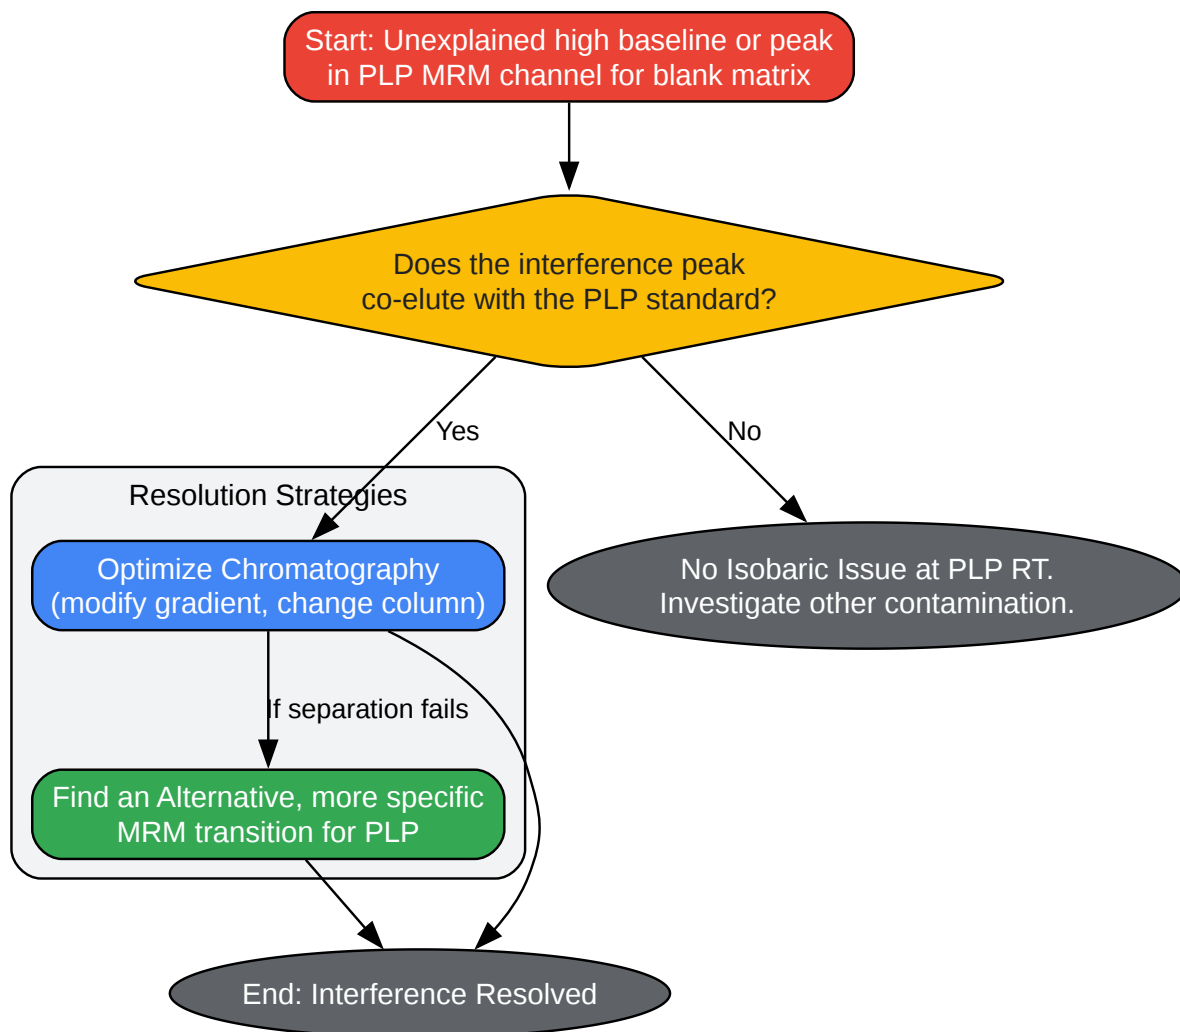 Start: Unexplained high baseline or peak
in PLP MRM channel for blank matrix
Does the interference peak
co-elute with the PLP standard?
Yes
No
Resolution Strategies
Optimize Chromatography
(modify gradient, change column)
No Isobaric Issue at PLP RT.
Investigate other contamination.
If separation fails
Find an Alternative, more specific
MRM transition for PLP
End: Interference Resolved